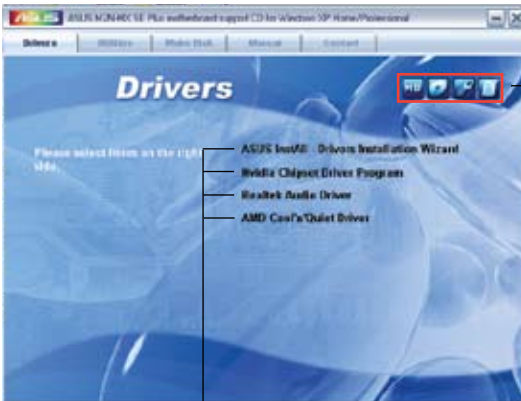 ASUS M2N-MX SE Plus motherboard support CD for Windows XP Home/Professional
Drivers
Utilities
Make Disk
Manual
Contact
Drivers
Please select items on the right
side.
ASUS InstAll - Drivers Installation Wizard
Nvidia Chipset Driver Program
Realtek Audio Driver
AMD Cool'n'Quiet Driver